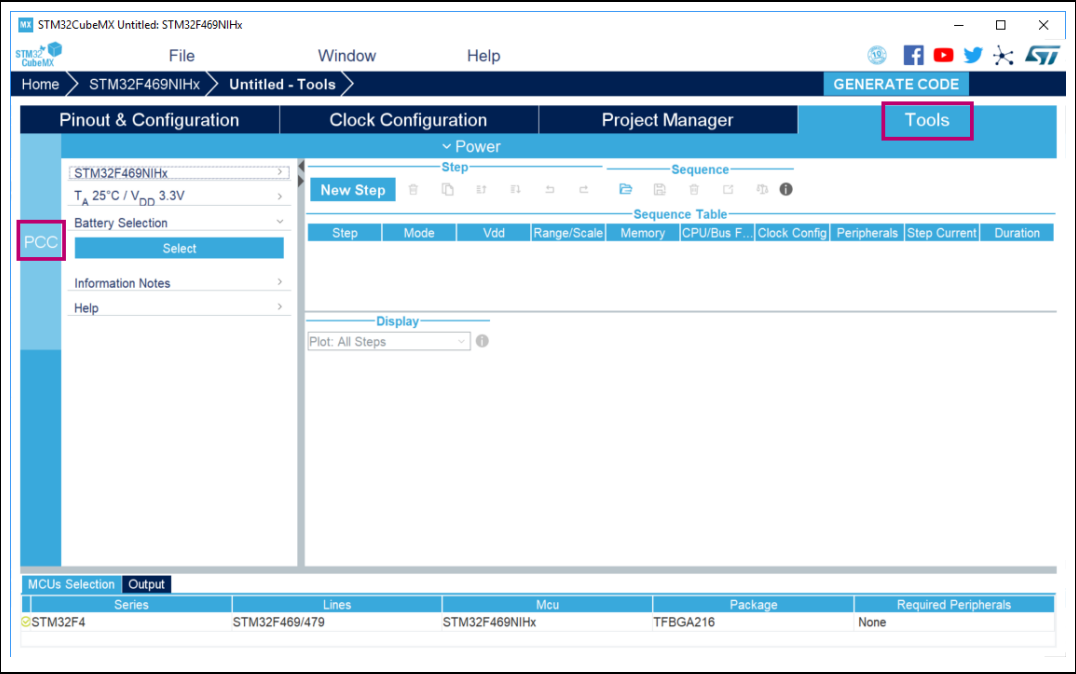 MX STM32CubeMX Untitled: STM32F469NIHx
STM32
CubeMX
File Window Help
ST
Home STM32F469NIHx Untitled - Tools GENERATE CODE
Pinout & Configuration Clock Configuration Project Manager Tools
Power
PCC
STM32F469NIHx
TA 25°C / VDD 3.3V
Battery Selection
Select
Information Notes
Help
Step Sequence
New Step
Sequence Table
Step Mode Vdd Range/Scale Memory CPU/Bus F... Clock Config Peripherals Step Current Duration
Display
Plot: All Steps
MCUs Selection Output
Series Lines Mcu Package Required Peripherals
STM32F4 STM32F469/479 STM32F469NIHx TFBGA216 None